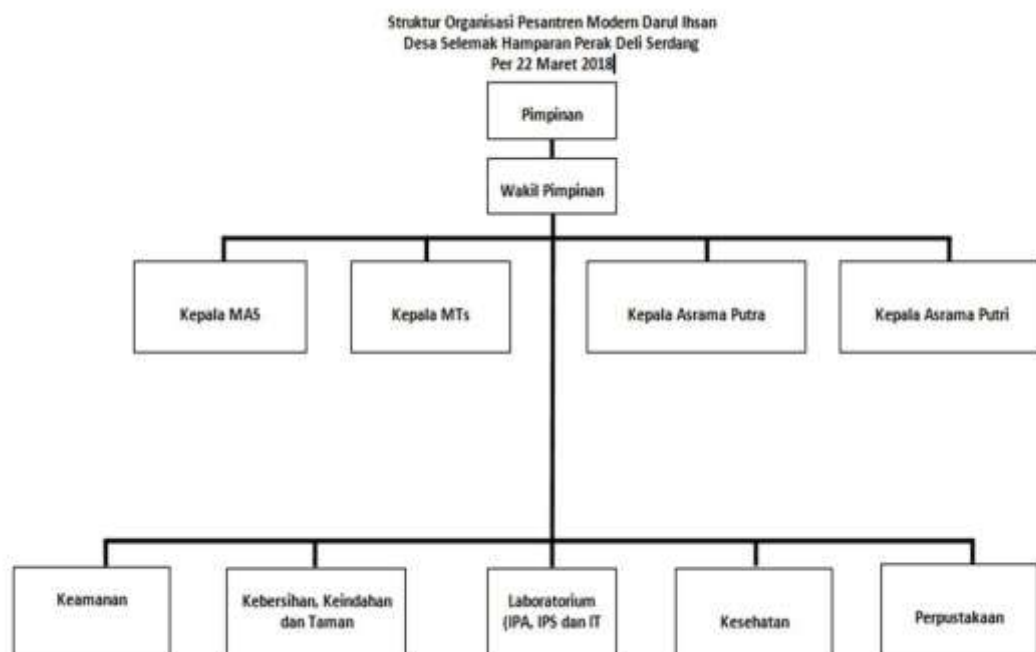 Struktur Organisasi Pesantren Modern Darul Ihsan
Desa Selemak Hamparan Perak Deli Serdang
Per 22 Maret 2018
Pimpinan
Wakil Pimpinan
Kepala MAS
Kepala MTs
Kepala Asrama Putra
Kepala Asrama Putri
Keamanan
Kebersihan, Keindahan
dan Taman
Laboratorium
(IPA, IPS dan IT
Kesehatan
Perpustakaan